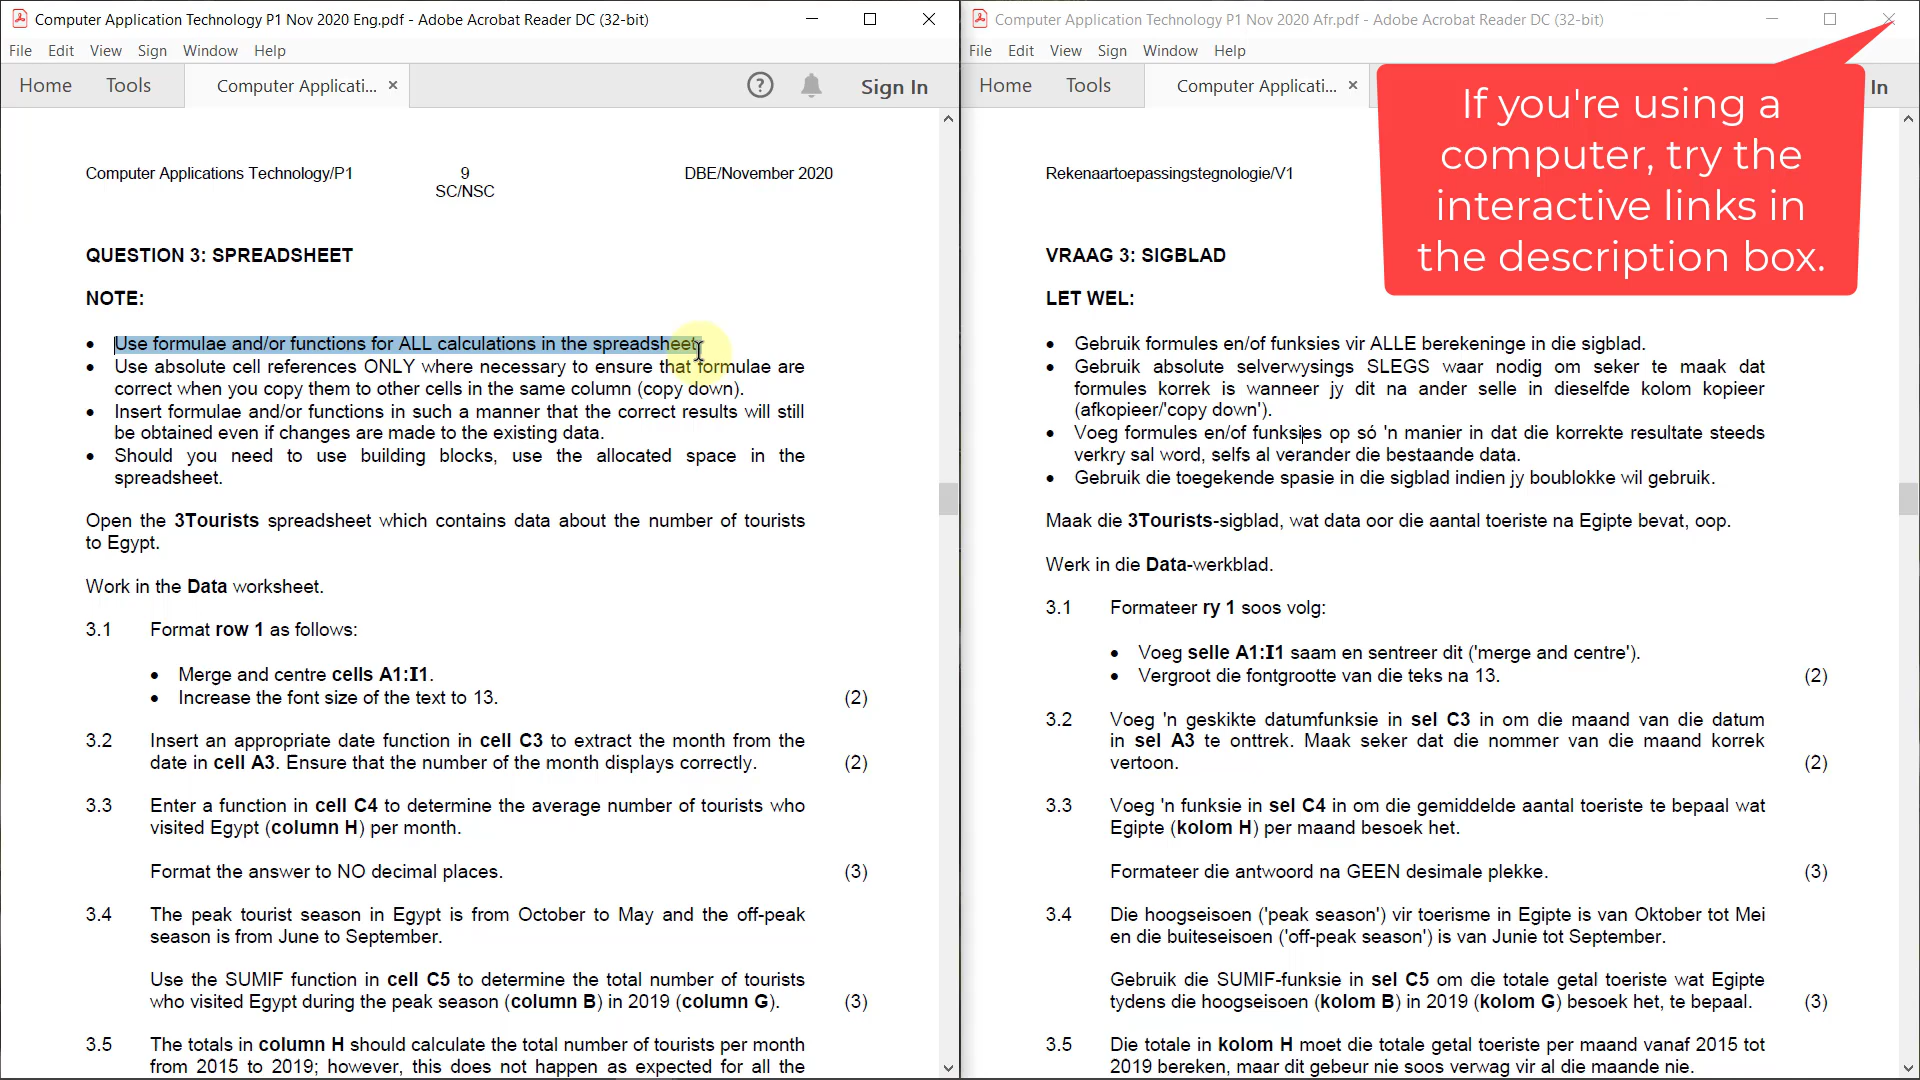 Computer Application Technology P1 Nov 2020 Eng.pdf - Adobe Acrobat Reader DC (32-bit)
File Edit View Sign Window Help
Home Tools Computer Applicati... × ? Sign In
Computer Applications Technology/P1 9 DBE/November 2020
SC/NSC
QUESTION 3: SPREADSHEET
NOTE:
• Use formulae and/or functions for ALL calculations in the spreadsheet.
• Use absolute cell references ONLY where necessary to ensure that formulae are
correct when you copy them to other cells in the same column (copy down).
• Insert formulae and/or functions in such a manner that the correct results will still
be obtained even if changes are made to the existing data.
• Should you need to use building blocks, use the allocated space in the
spreadsheet.
Open the 3Tourists spreadsheet which contains data about the number of tourists
to Egypt.
Work in the Data worksheet.
3.1 Format row 1 as follows:
• Merge and centre cells A1:I1.
• Increase the font size of the text to 13. (2)
3.2 Insert an appropriate date function in cell C3 to extract the month from the
date in cell A3. Ensure that the number of the month displays correctly. (2)
3.3 Enter a function in cell C4 to determine the average number of tourists who
visited Egypt (column H) per month.
Format the answer to NO decimal places. (3)
3.4 The peak tourist season in Egypt is from October to May and the off-peak
season is from June to September.
Use the SUMIF function in cell C5 to determine the total number of tourists
who visited Egypt during the peak season (column B) in 2019 (column G). (3)
3.5 The totals in column H should calculate the total number of tourists per month
from 2015 to 2019; however, this does not happen as expected for all the
Computer Application Technology P1 Nov 2020 Afr.pdf - Adobe Acrobat Reader DC (32-bit)
File Edit View Sign Window Help
Home Tools Computer Applicati... × In
If you're using a
computer, try the
interactive links in
the description box.
Rekenaartoepassingstegnologie/V1
VRAAG 3: SIGBLAD
LET WEL:
• Gebruik formules en/of funksies vir ALLE berekeninge in die sigblad.
• Gebruik absolute selverwysings SLEGS waar nodig om seker te maak dat
formules korrek is wanneer jy dit na ander selle in dieselfde kolom kopieer
(afkopieer/'copy down').
• Voeg formules en/of funksies op só 'n manier in dat die korrekte resultate steeds
verkry sal word, selfs al verander die bestaande data.
• Gebruik die toegekende spasie in die sigblad indien jy boublokke wil gebruik.
Maak die 3Tourists-sigblad, wat data oor die aantal toeriste na Egipte bevat, oop.
Werk in die Data-werkblad.
3.1 Formateer ry 1 soos volg:
• Voeg selle A1:I1 saam en sentreer dit ('merge and centre').
• Vergroot die fontgrootte van die teks na 13. (2)
3.2 Voeg 'n geskikte datumfunksie in sel C3 in om die maand van die datum
in sel A3 te onttrek. Maak seker dat die nommer van die maand korrek
vertoon. (2)
3.3 Voeg 'n funksie in sel C4 in om die gemiddelde aantal toeriste te bepaal wat
Egipte (kolom H) per maand besoek het.
Formateer die antwoord na GEEN desimale plekke. (3)
3.4 Die hoogseisoen ('peak season') vir toerisme in Egipte is van Oktober tot Mei
en die buiteseisoen ('off-peak season') is van Junie tot September.
Gebruik die SUMIF-funksie in sel C5 om die totale getal toeriste wat Egipte
tydens die hoogseisoen (kolom B) in 2019 (kolom G) besoek het, te bepaal. (3)
3.5 Die totale in kolom H moet die totale getal toeriste per maand vanaf 2015 tot
2019 bereken, maar dit gebeur nie soos verwag vir al die maande nie.